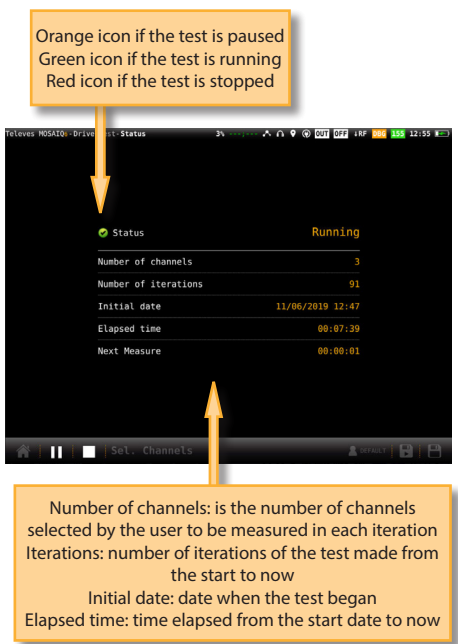 Orange icon if the test is paused
Green icon if the test is running
Red icon if the test is stopped
Televes MOSAIQ6-Drive st-Status 3% OUT OFF ↓RF 155 12:55
Status Running
Number of channels 3
Number of iterations 91
Initial date 11/06/2019 12:47
Elapsed time 00:07:39
Next Measure 00:00:01
Sel. Channels DEFAULT
Number of channels: is the number of channels
selected by the user to be measured in each iteration
Iterations: number of iterations of the test made from
the start to now
Initial date: date when the test began
Elapsed time: time elapsed from the start date to now